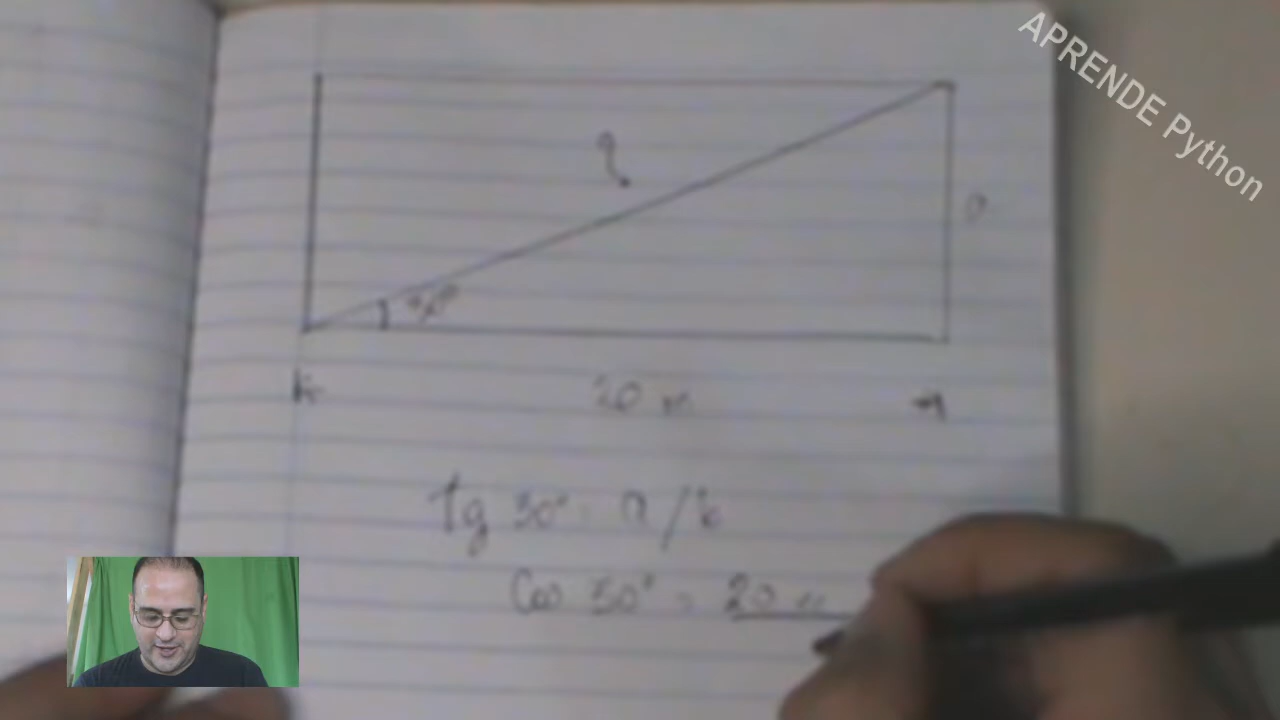 APRENDE Python
30°
a
20 m
tg 30° = a / b
Cos 30° = 20 m